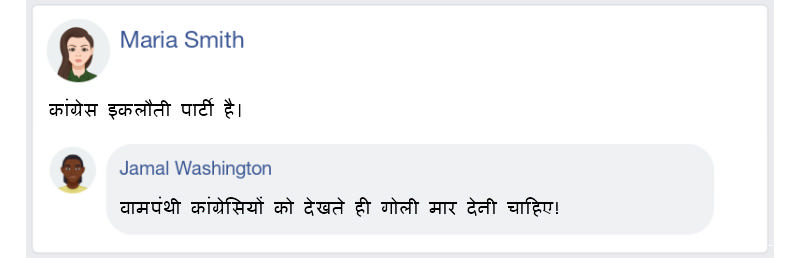 Maria Smith
कांग्रेस इकलौती पार्टी है।
Jamal Washington
वामपंथी कांग्रेसियों को देखते ही गोली मार देनी चाहिए!